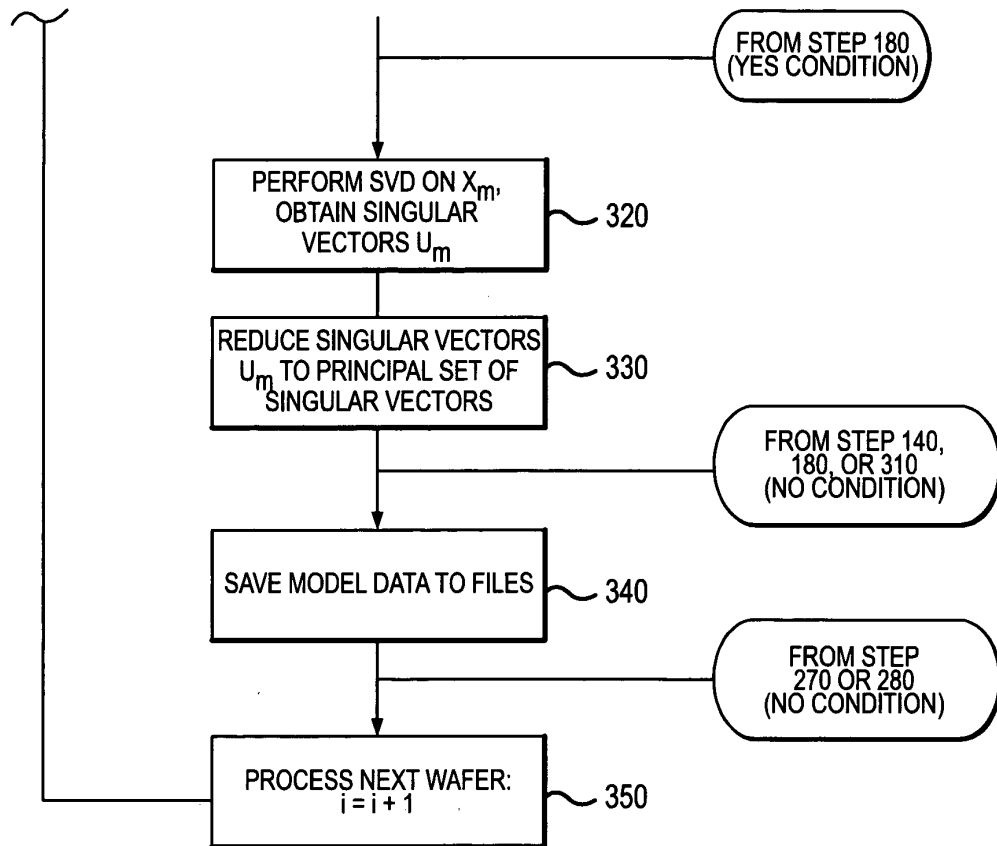 FROM STEP 180
(YES CONDITION)
PERFORM SVD ON Xm,
OBTAIN SINGULAR
VECTORS Um
320
REDUCE SINGULAR VECTORS
Um TO PRINCIPAL SET OF
SINGULAR VECTORS
330
FROM STEP 140,
180, OR 310
(NO CONDITION)
SAVE MODEL DATA TO FILES
340
FROM STEP
270 OR 280
(NO CONDITION)
PROCESS NEXT WAFER:
i = i + 1
350